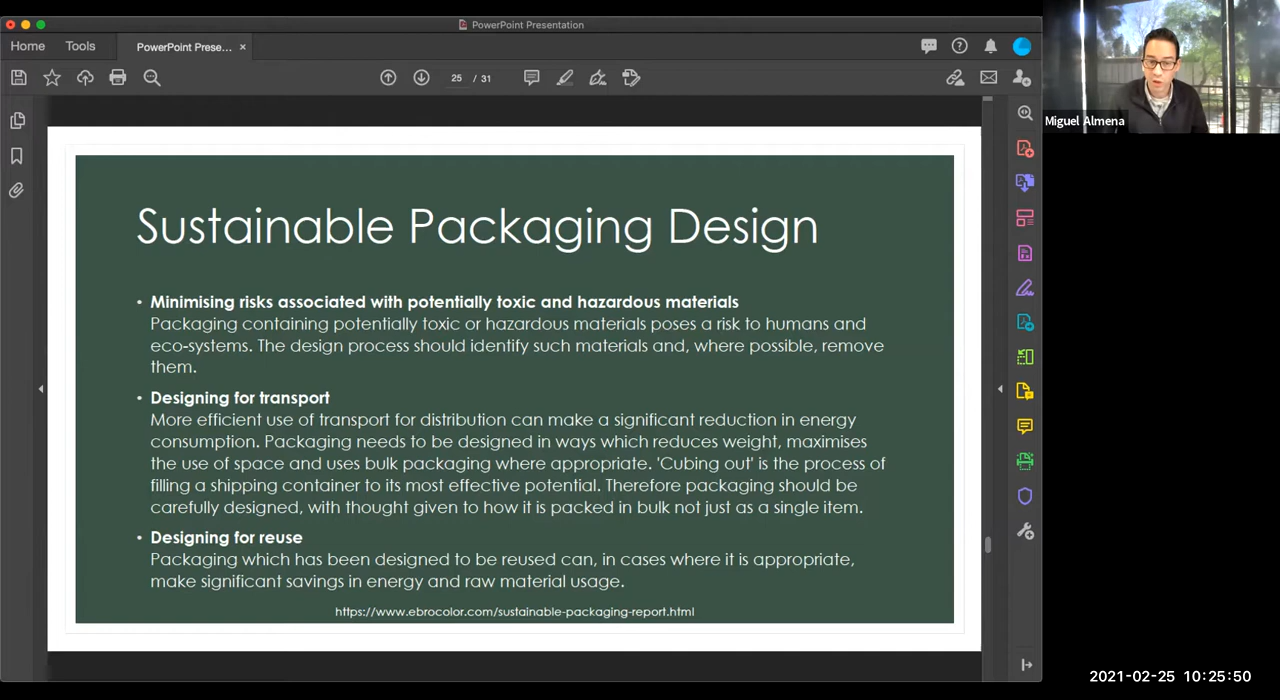 PowerPoint Presentation
Home
Tools
PowerPoint Prese...
25 / 31
Miguel Almena
Sustainable Packaging Design
• Minimising risks associated with potentially toxic and hazardous materials
Packaging containing potentially toxic or hazardous materials poses a risk to humans and
eco-systems. The design process should identify such materials and, where possible, remove
them.
• Designing for transport
More efficient use of transport for distribution can make a significant reduction in energy
consumption. Packaging needs to be designed in ways which reduces weight, maximises
the use of space and uses bulk packaging where appropriate. 'Cubing out' is the process of
filling a shipping container to its most effective potential. Therefore packaging should be
carefully designed, with thought given to how it is packed in bulk not just as a single item.
• Designing for reuse
Packaging which has been designed to be reused can, in cases where it is appropriate,
make significant savings in energy and raw material usage.
https://www.ebrocolor.com/sustainable-packaging-report.html
2021-02-25 10:25:50